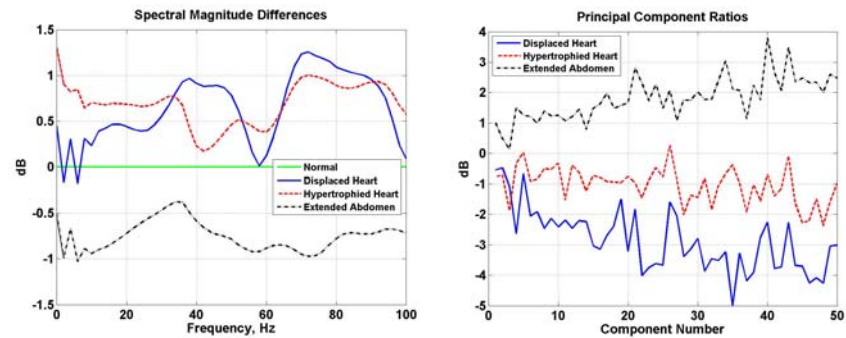 Spectral Magnitude Differences
1.5
1
0.5
0
-0.5
-1
-1.5
dB
Normal
Displaced Heart
Hypertrophied Heart
Extended Abdomen
0 20 40 60 80 100
Frequency, Hz
Principal Component Ratios
4
3
2
1
0
-1
-2
-3
-4
-5
dB
Displaced Heart
Hypertrophied Heart
Extended Abdomen
0 10 20 30 40 50
Component Number